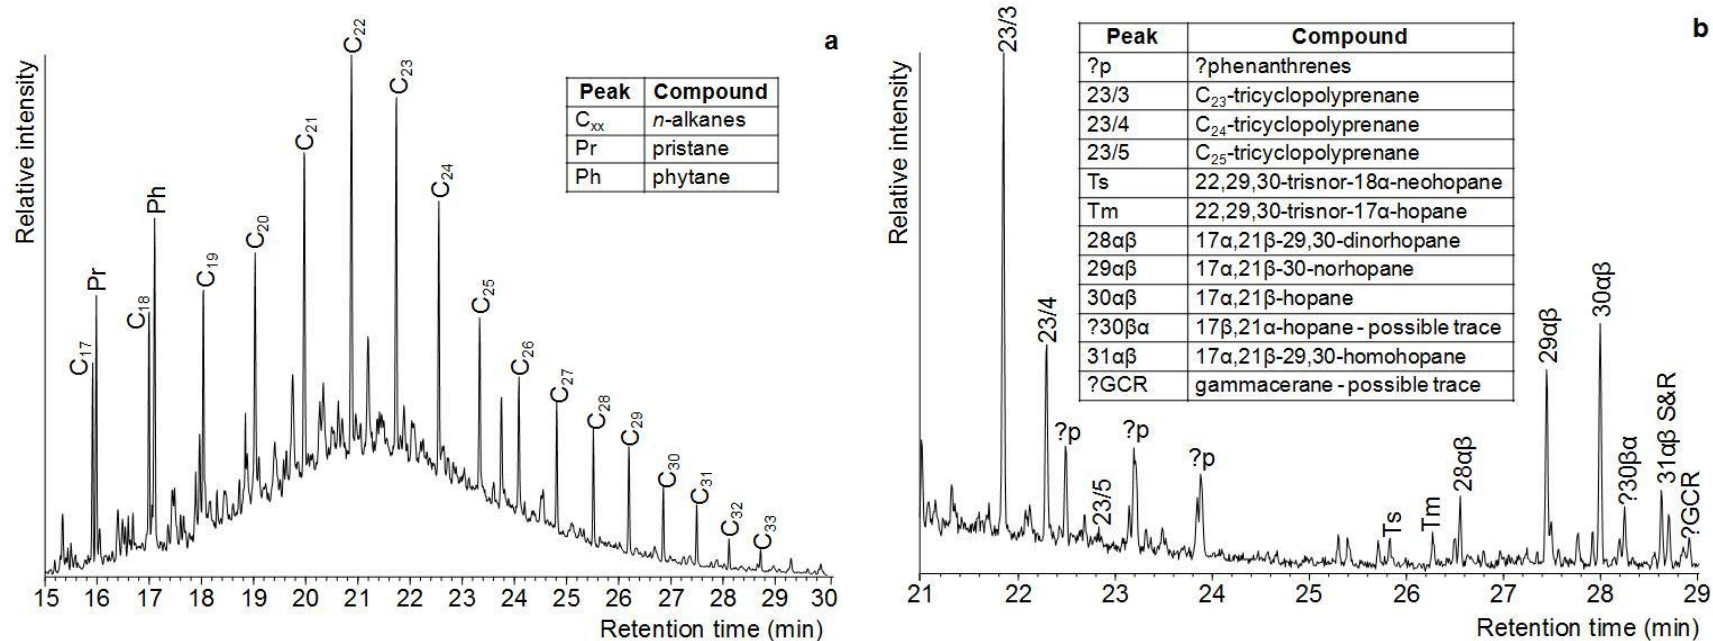 a
Relative intensity
C17
Pr
C18
Ph
C19
C20
C21
C22
C23
C24
C25
C26
C27
C28
C29
C30
C31
C32
C33
Peak Compound
Cxx n-alkanes
Pr pristane
Ph phytane
15 16 17 18 19 20 21 22 23 24 25 26 27 28 29 30
Retention time (min)
b
Relative intensity
23/3
23/4
?p
23/5
?p
?p
Ts
Tm
28αβ
29αβ
30αβ
?30βα
31αβ S&R
?GCR
Peak Compound
?p ?phenanthrenes
23/3 C23-tricyclopolyprenane
23/4 C24-tricyclopolyprenane
23/5 C25-tricyclopolyprenane
Ts 22,29,30-trisnor-18α-neohopane
Tm 22,29,30-trisnor-17α-hopane
28αβ 17α,21β-29,30-dinorhopane
29αβ 17α,21β-30-norhopane
30αβ 17α,21β-hopane
?30βα 17β,21α-hopane - possible trace
31αβ 17α,21β-29,30-homohopane
?GCR gammacerane - possible trace
21 22 23 24 25 26 27 28 29
Retention time (min)